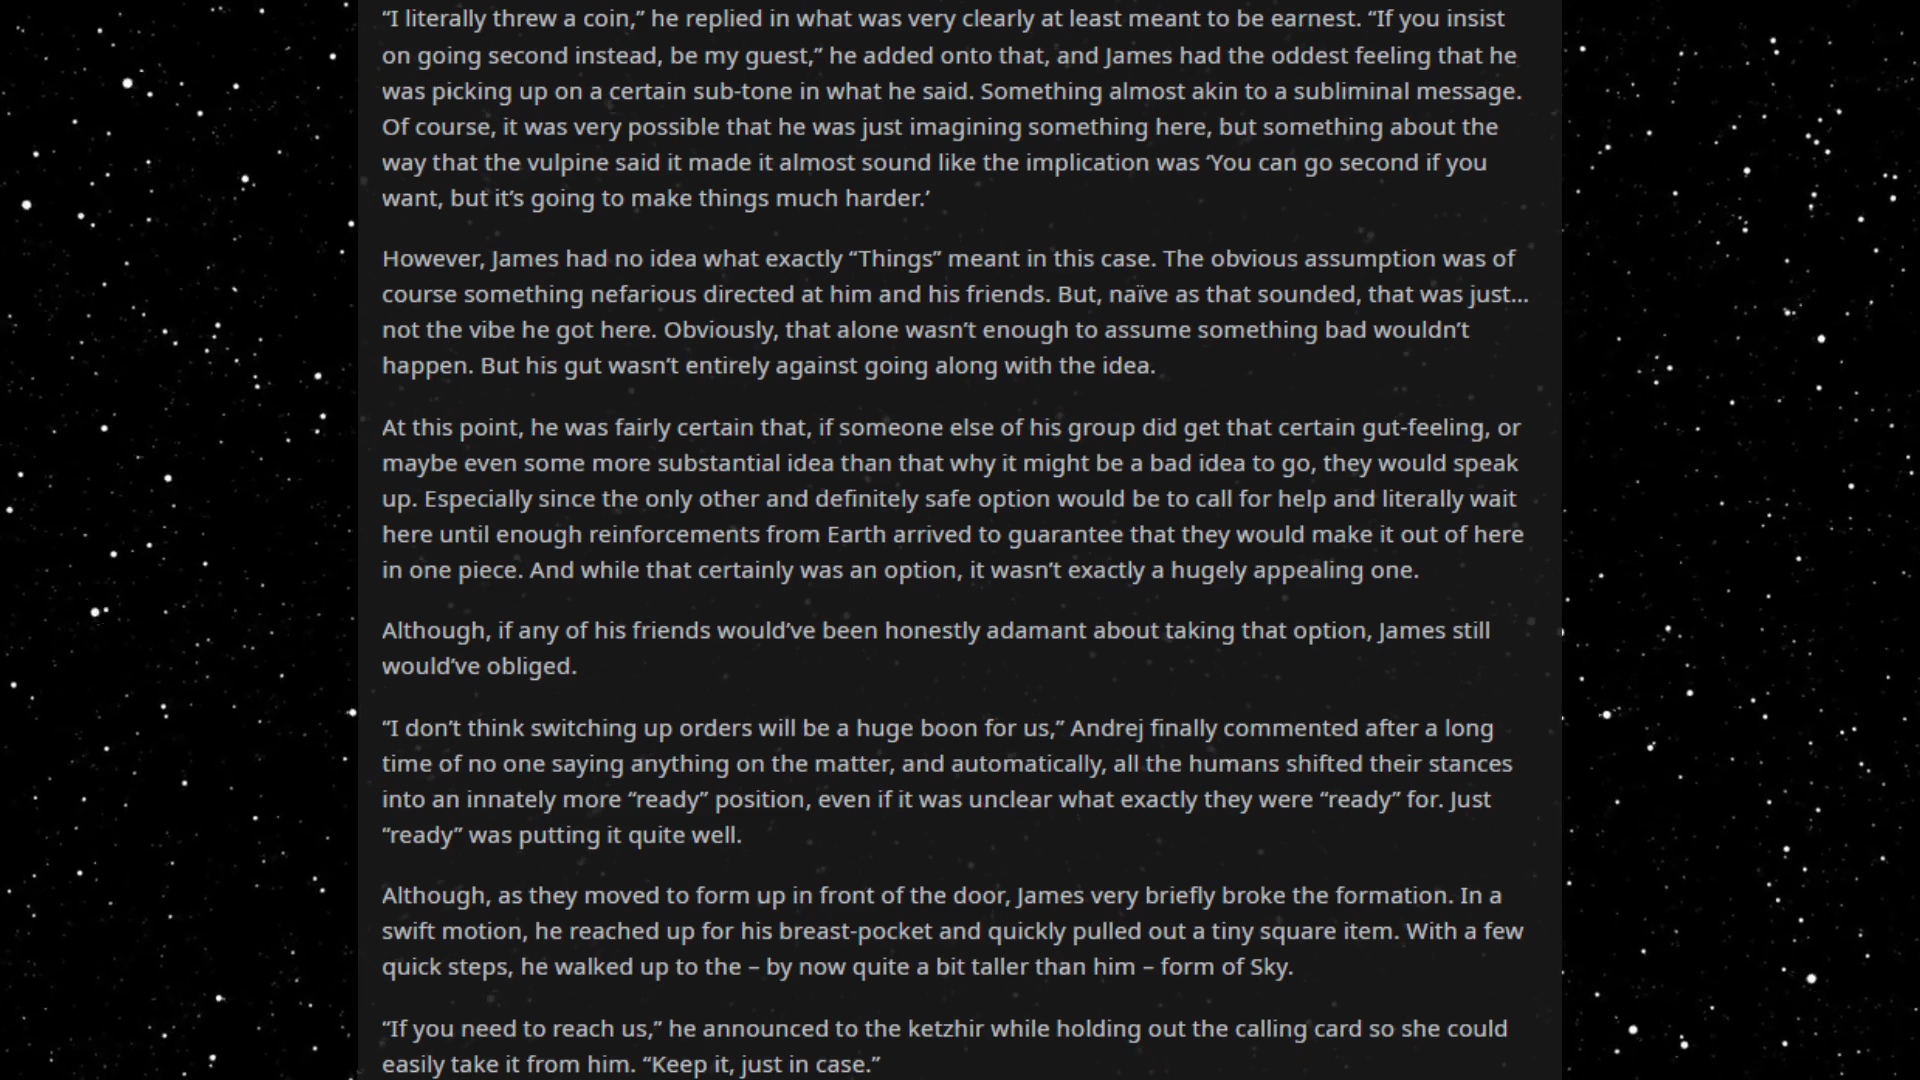 “I literally threw a coin,” he replied in what was very clearly at least meant to be earnest. “If you insist
on going second instead, be my guest,” he added onto that, and James had the oddest feeling that he
was picking up on a certain sub-tone in what he said. Something almost akin to a subliminal message.
Of course, it was very possible that he was just imagining something here, but something about the
way that the vulpine said it made it almost sound like the implication was ‘You can go second if you
want, but it’s going to make things much harder.’
However, James had no idea what exactly “Things” meant in this case. The obvious assumption was of
course something nefarious directed at him and his friends. But, naïve as that sounded, that was just…
not the vibe he got here. Obviously, that alone wasn’t enough to assume something bad wouldn’t
happen. But his gut wasn’t entirely against going along with the idea.
At this point, he was fairly certain that, if someone else of his group did get that certain gut-feeling, or
maybe even some more substantial idea than that why it might be a bad idea to go, they would speak
up. Especially since the only other and definitely safe option would be to call for help and literally wait
here until enough reinforcements from Earth arrived to guarantee that they would make it out of here
in one piece. And while that certainly was an option, it wasn’t exactly a hugely appealing one.
Although, if any of his friends would’ve been honestly adamant about taking that option, James still
would’ve obliged.
“I don’t think switching up orders will be a huge boon for us,” Andrej finally commented after a long
time of no one saying anything on the matter, and automatically, all the humans shifted their stances
into an innately more “ready” position, even if it was unclear what exactly they were “ready” for. Just
“ready” was putting it quite well.
Although, as they moved to form up in front of the door, James very briefly broke the formation. In a
swift motion, he reached up for his breast-pocket and quickly pulled out a tiny square item. With a few
quick steps, he walked up to the – by now quite a bit taller than him – form of Sky.
“If you need to reach us,” he announced to the ketzhir while holding out the calling card so she could
easily take it from him. “Keep it, just in case.”